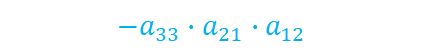 −a₃₃ · a₂₁ · a₁₂